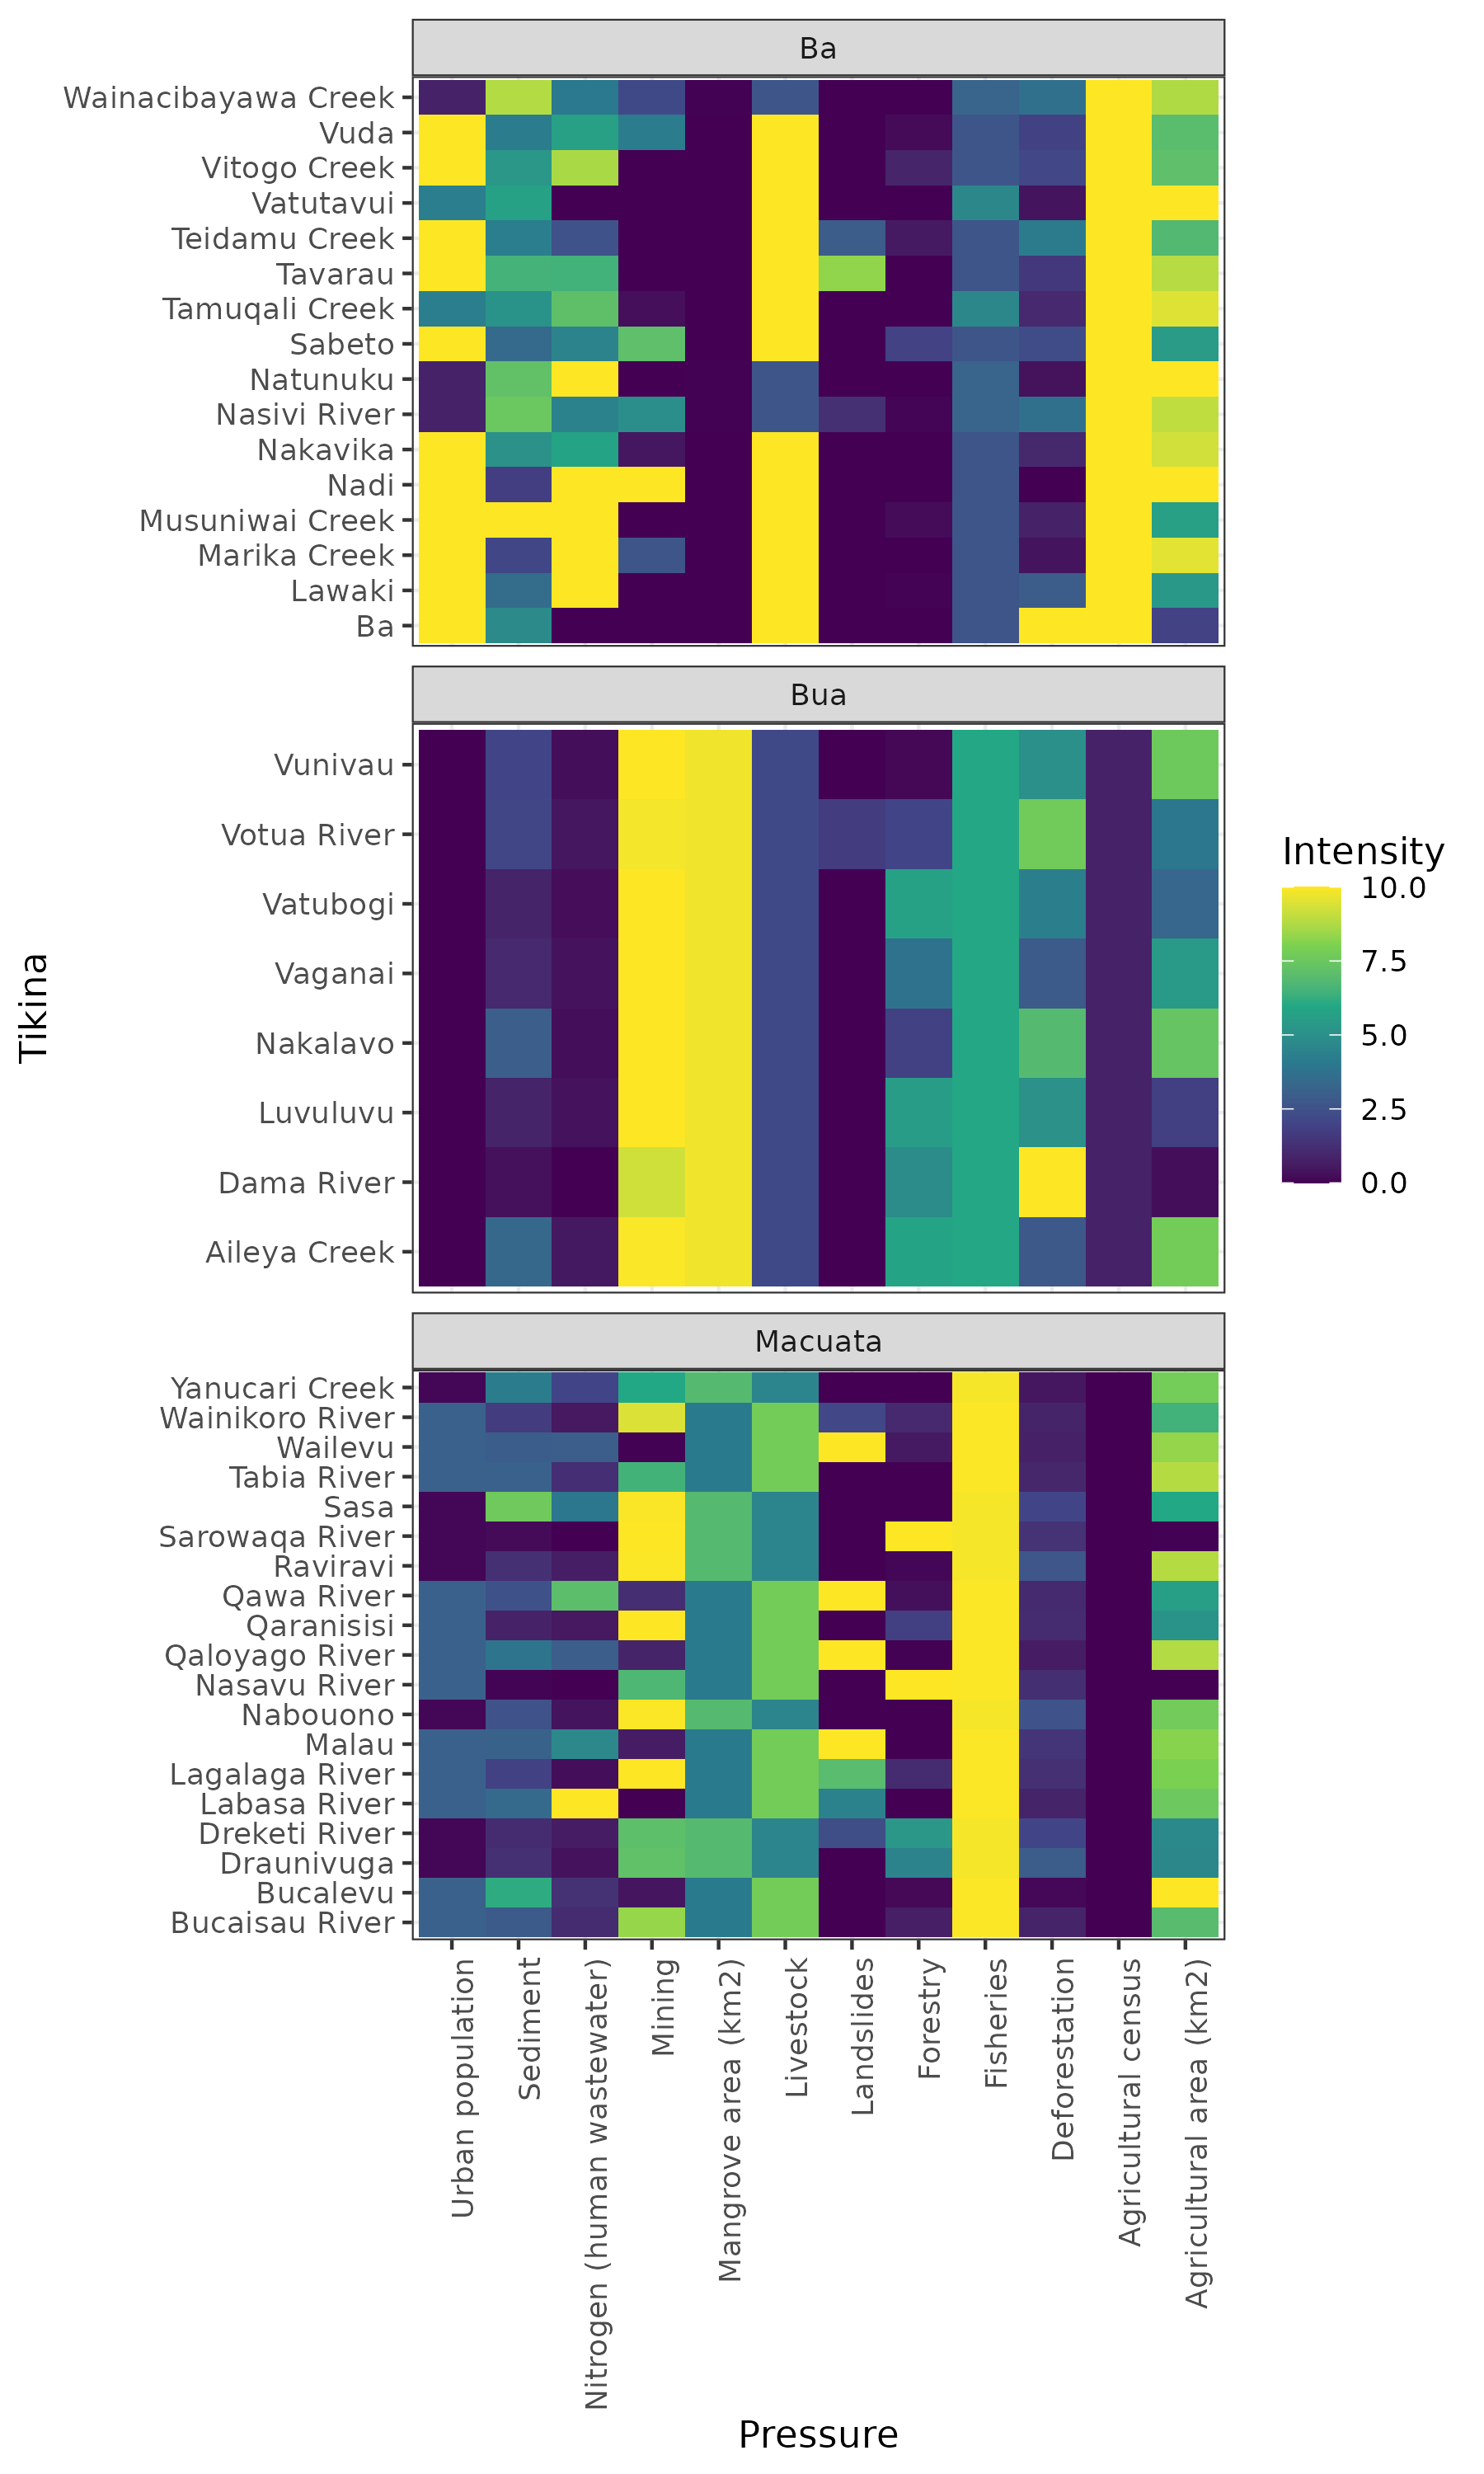 Ba
Wainacibayawa Creek
Vuda
Vitogo Creek
Vatutavui
Teidamu Creek
Tavarau
Tamuqali Creek
Sabeto
Natunuku
Nasivi River
Nakavika
Nadi
Musuniwai Creek
Marika Creek
Lawaki
Ba
Bua
Vunivau
Votua River
Vatubogi
Vaganai
Nakalavo
Luvuluvu
Dama River
Aileya Creek
Macuata
Yanucari Creek
Wainikoro River
Wailevu
Tabia River
Sasa
Sarowaqa River
Raviravi
Qawa River
Qaranisisi
Qaloyago River
Nasavu River
Nabouono
Malau
Lagalaga River
Labasa River
Dreketi River
Draunivuga
Bucalevu
Bucaisau River
Tikina
Urban population
Sediment
Nitrogen (human wastewater)
Mining
Mangrove area (km2)
Livestock
Landslides
Forestry
Fisheries
Deforestation
Agricultural census
Agricultural area (km2)
Pressure
Intensity
10.0
7.5
5.0
2.5
0.0